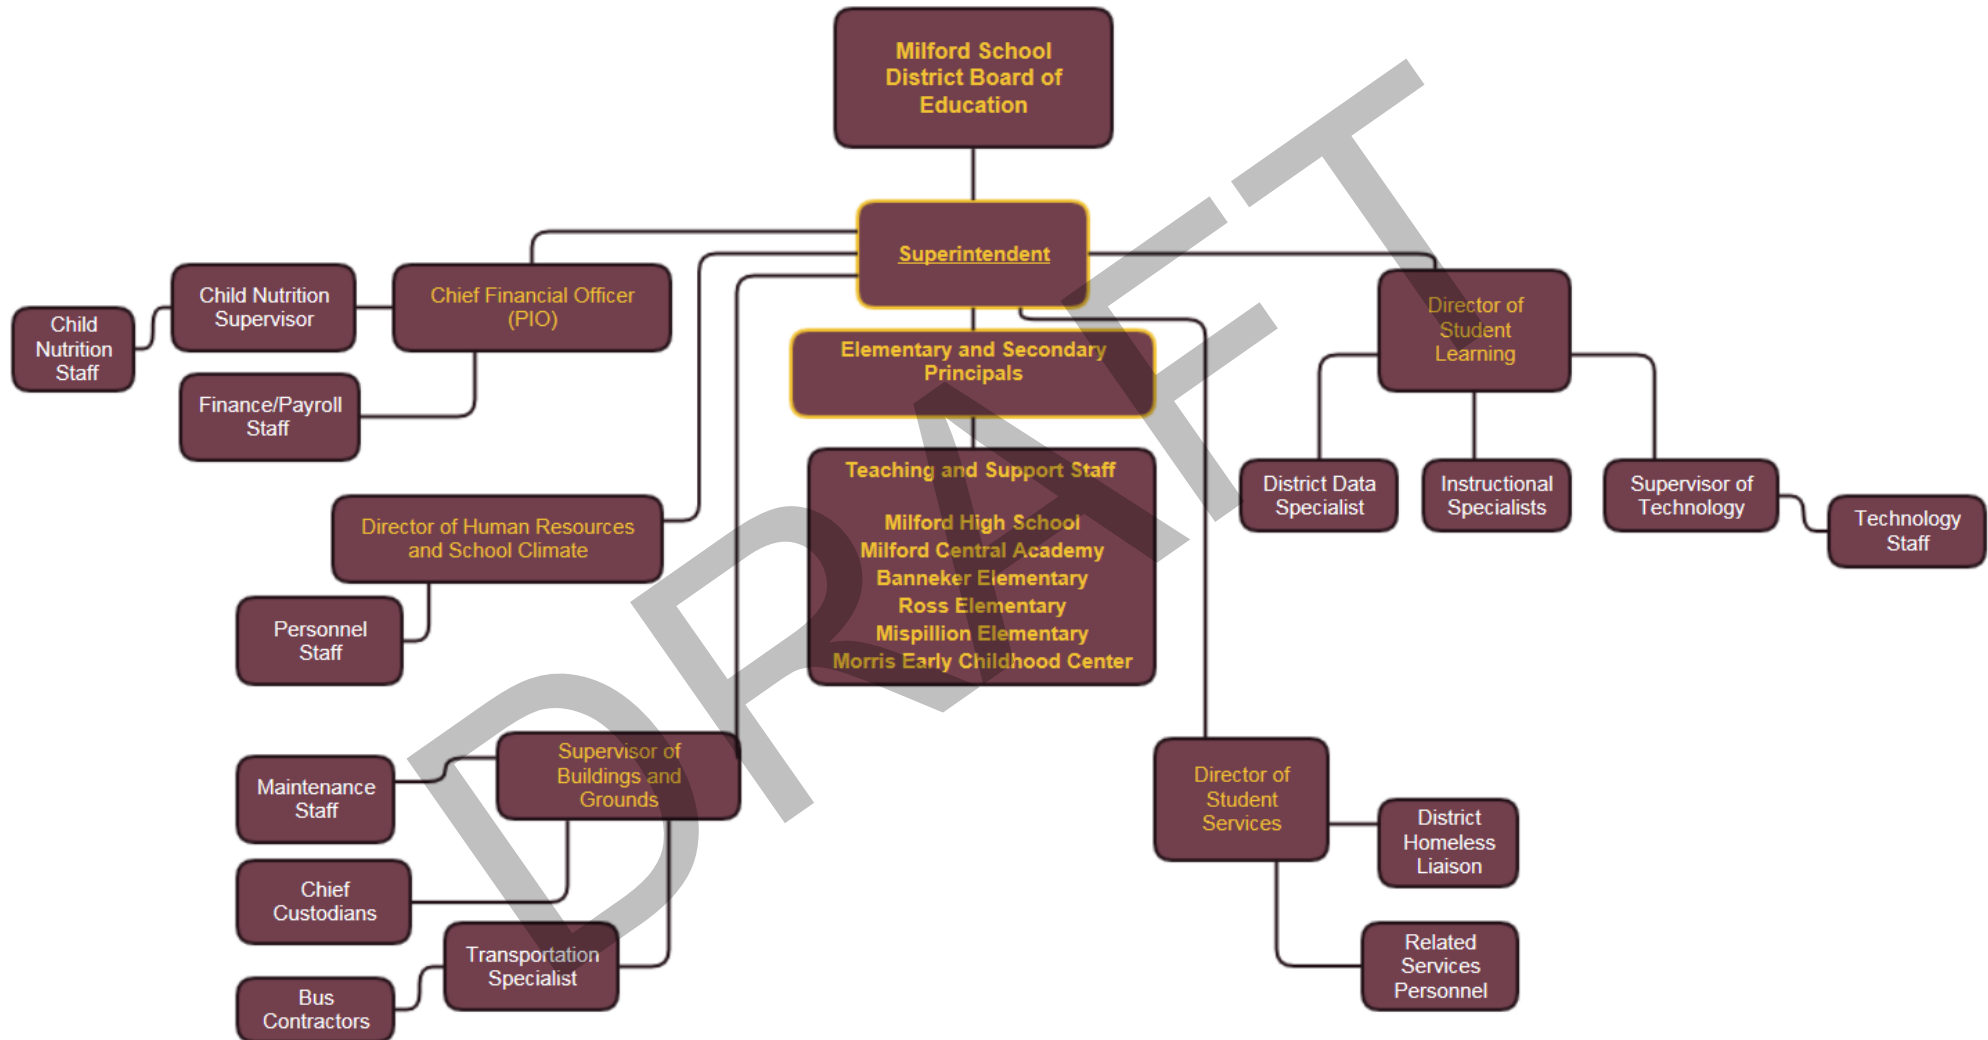 Milford School
District Board of
Education
Superintendent
Child Nutrition
Supervisor
Chief Financial Officer
(PIO)
Child
Nutrition
Staff
Finance/Payroll
Staff
Elementary and Secondary
Principals
Director of
Student
Learning
Teaching and Support Staff
Milford High School
Milford Central Academy
Banneker Elementary
Ross Elementary
Mispillion Elementary
Morris Early Childhood Center
District Data
Specialist
Instructional
Specialists
Supervisor of
Technology
Technology
Staff
Director of Human Resources
and School Climate
Personnel
Staff
Supervisor of
Buildings and
Grounds
Maintenance
Staff
Chief
Custodians
Transportation
Specialist
Bus
Contractors
Director of
Student
Services
District
Homeless
Liaison
Related
Services
Personnel
DRAFT